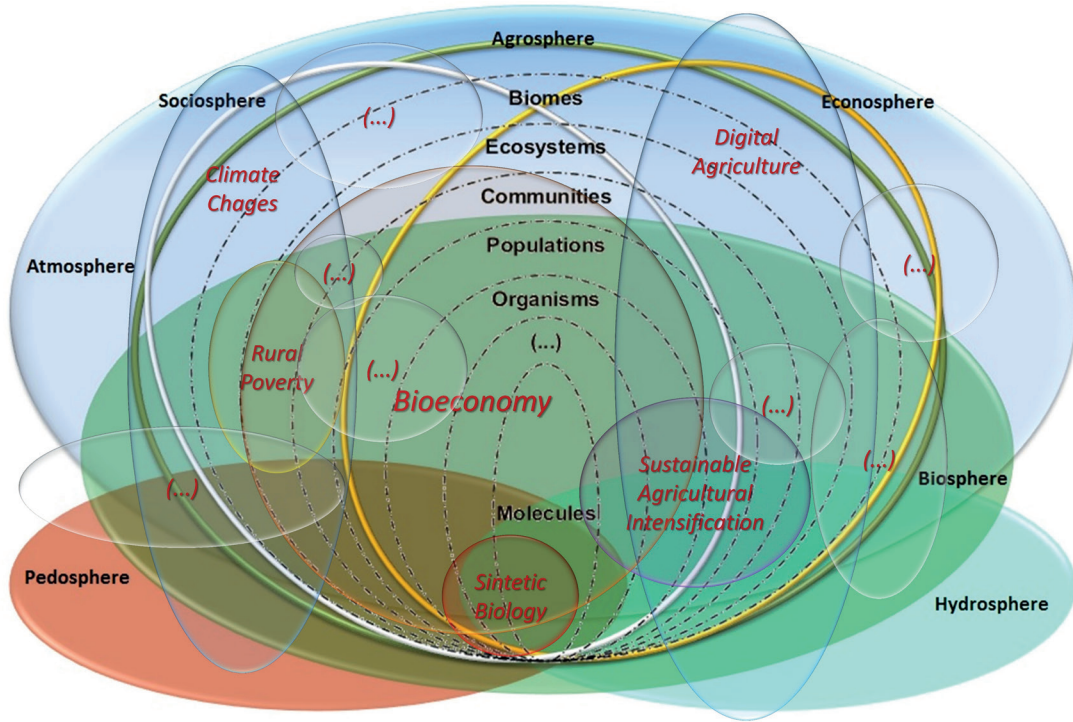 Agrosphere
Sociosphere
Biomes
Econosphere
(...)
Digital
Agriculture
Ecosystems
Climate
Chages
Communities
Populations
Atmosphere
(...)
(...)
Organisms
(...)
Rural
Poverty
(...)
Bioeconomy
(...)
Sustainable
Agricultural
Intensification
(...)
(...)
Biosphere
Molecules
Pedosphere
Sintetic
Biology
Hydrosphere